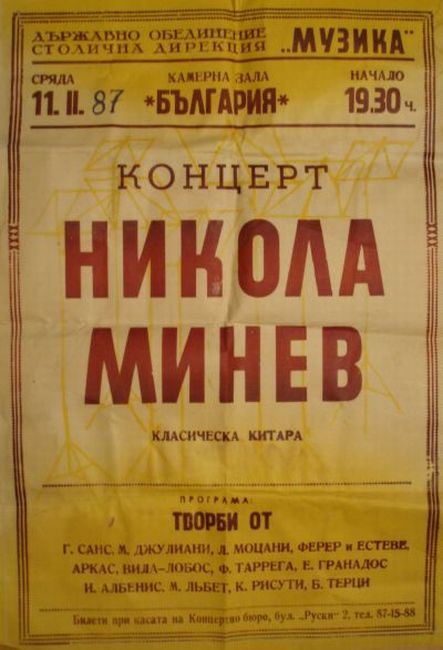 ДЪРЖАВНО ОБЕДИНЕНИЕ
СТОЛИЧНА ДИРЕКЦИЯ „МУЗИКА"
СРЯДА КАМЕРНА ЗАЛА НАЧАЛО
11. II. 87 *БЪЛГАРИЯ* 19.30 ч.
КОНЦЕРТ
НИКОЛА
МИНЕВ
КЛАСИЧЕСКА КИТАРА
ПРОГРАМА:
ТВОРБИ ОТ
Г. САНС, М. ДЖУЛИАНИ, Л. МОЦАНИ, ФЕРЕР и ЕСТЕВЕ,
АРКАС, ВИЛА-ЛОБОС, Ф. ТАРРЕГА, Е. ГРАНАДОС
И. АЛБЕНИС, М. ЛЬБЕТ, К. РИСУТИ, Б. ТЕРЦИ
Билети при касата на Концертно бюро, бул. „Руски" 2, тел. 87-15-88